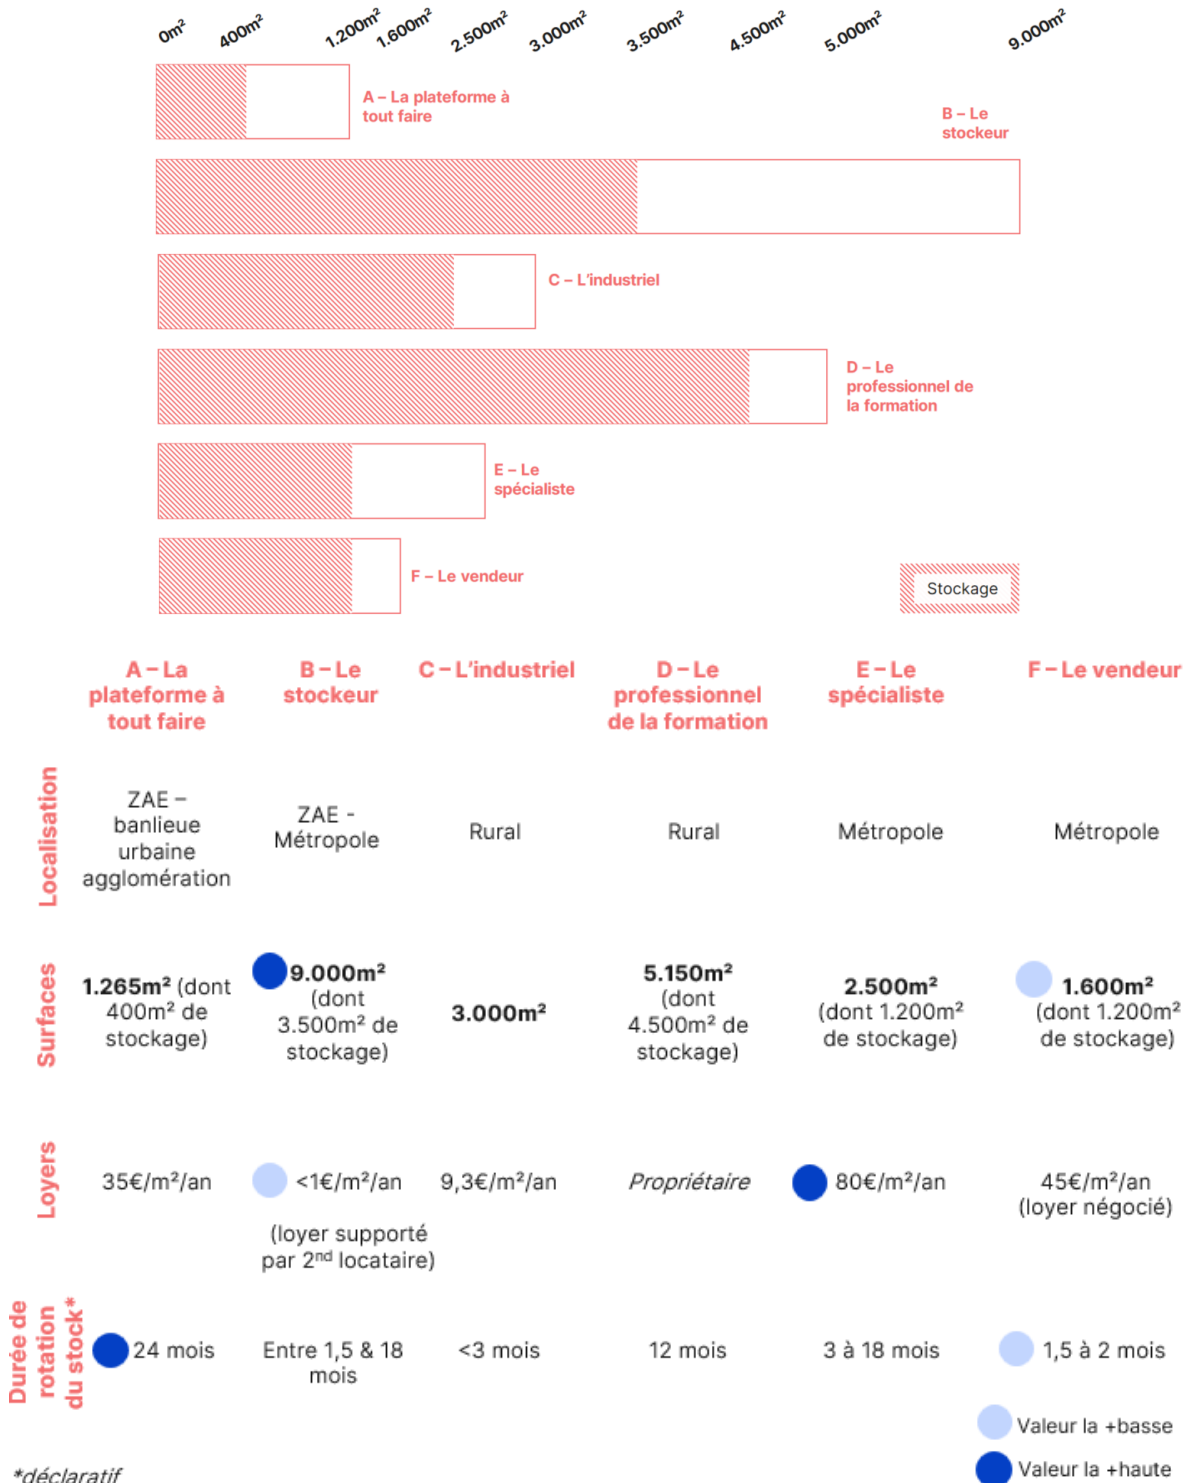 0m²
400m²
1.200m²
1.600m²
2.500m²
3.000m²
3.500m²
4.500m²
5.000m²
9.000m²
A – La plateforme à
tout faire
B – Le
stockeur
C – L'industriel
D – Le
professionnel de
la formation
E – Le
spécialiste
F – Le vendeur
Stockage
A – La
plateforme à
tout faire
B – Le
stockeur
C – L'industriel
D – Le
professionnel
de la formation
E – Le
spécialiste
F – Le vendeur
Localisation
ZAE –
banlieue
urbaine
agglomération
ZAE -
Métropole
Rural
Rural
Métropole
Métropole
Surfaces
1.265m² (dont
400m² de
stockage)
9.000m²
(dont
3.500m² de
stockage)
3.000m²
5.150m²
(dont
4.500m² de
stockage)
2.500m²
(dont 1.200m²
de stockage)
1.600m²
(dont 1.200m²
de stockage)
Loyers
35€/m²/an
<1€/m²/an
(loyer supporté
par 2nd locataire)
9,3€/m²/an
Propriétaire
80€/m²/an
45€/m²/an
(loyer négocié)
Durée de
rotation
du stock*
24 mois
Entre 1,5 & 18
mois
<3 mois
12 mois
3 à 18 mois
1,5 à 2 mois
Valeur la +basse
Valeur la +haute
*déclaratif